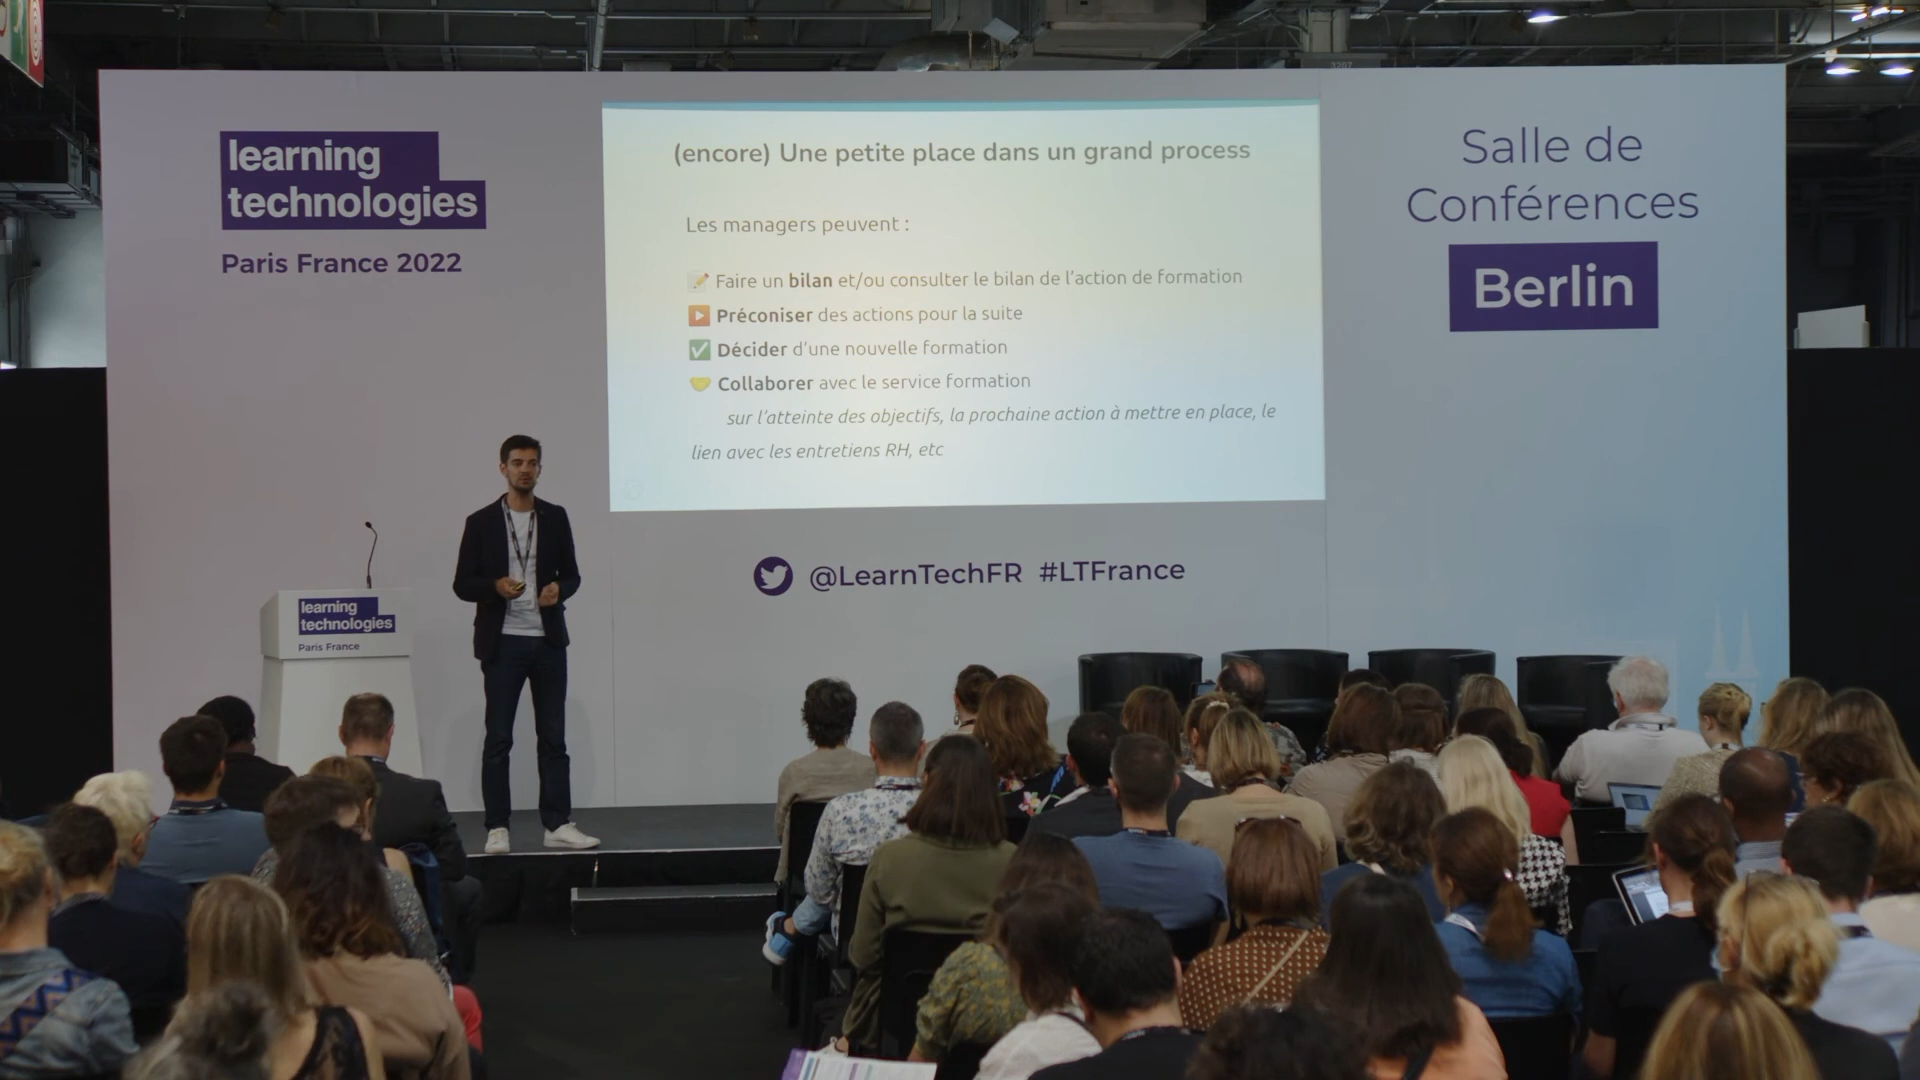 learning
technologies
Paris France 2022
(encore) Une petite place dans un grand process
Les managers peuvent :
Faire un bilan et/ou consulter le bilan de l'action de formation
Préconiser des actions pour la suite
Décider d'une nouvelle formation
Collaborer avec le service formation
sur l'atteinte des objectifs, la prochaine action à mettre en place, le
lien avec les entretiens RH, etc
Salle de
Conférences
Berlin
@LearnTechFR #LTFrance
learning
technologies
Paris France
3207